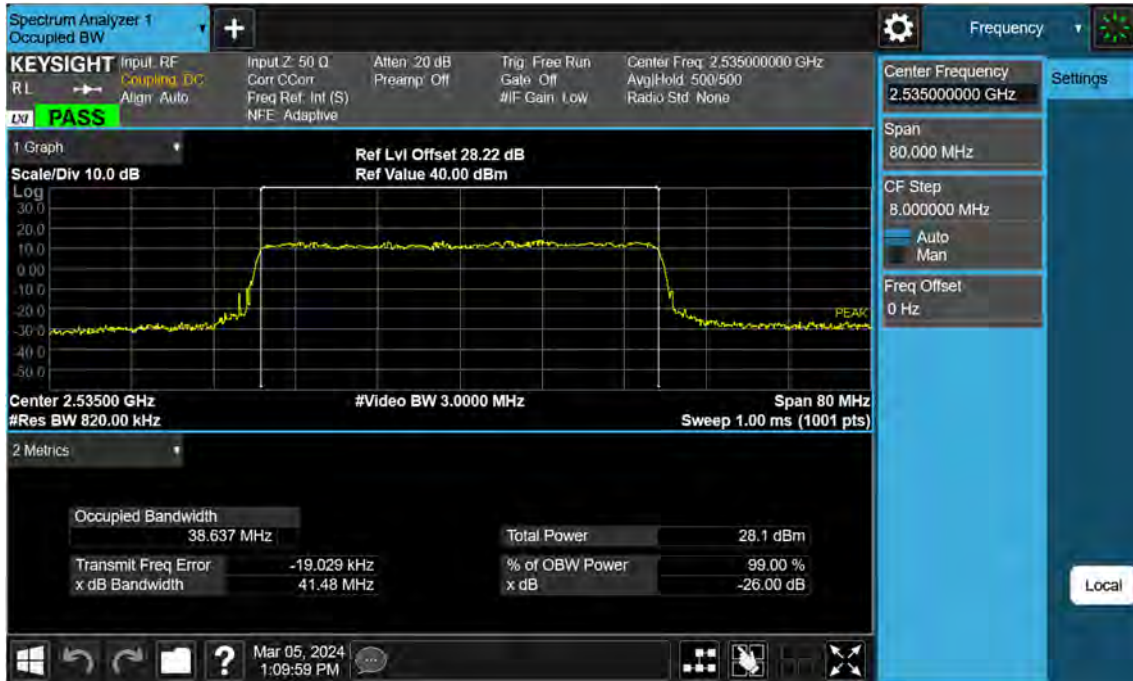 Spectrum Analyzer 1
Occupied BW
+
Frequency
KEYSIGHT
RL
LXI
PASS
Input: RF
Coupling: DC
Align: Auto
Input Z: 50 Ω
Corr CCorr
Freq Ref: Int (S)
NFE: Adaptive
Atten: 20 dB
Preamp: Off
Trig: Free Run
Gate: Off
#IF Gain: Low
Center Freq: 2.535000000 GHz
Avg|Hold: 500/500
Radio Std: None
Center Frequency
2.535000000 GHz
Settings
Span
80.000 MHz
CF Step
8.000000 MHz
Auto
Man
Freq Offset
0 Hz
Local
1 Graph
Scale/Div 10.0 dB
Ref Lvl Offset 28.22 dB
Ref Value 40.00 dBm
Log
30.0
20.0
10.0
0.00
-10.0
-20.0
-30.0
-40.0
-50.0
PEAK
Center 2.53500 GHz
#Video BW 3.0000 MHz
Span 80 MHz
#Res BW 820.00 kHz
Sweep 1.00 ms (1001 pts)
2 Metrics
Occupied Bandwidth
38.637 MHz
Total Power 28.1 dBm
Transmit Freq Error -19.029 kHz
% of OBW Power 99.00 %
x dB Bandwidth 41.48 MHz
x dB -26.00 dB
?
Mar 05, 2024
1:09:59 PM